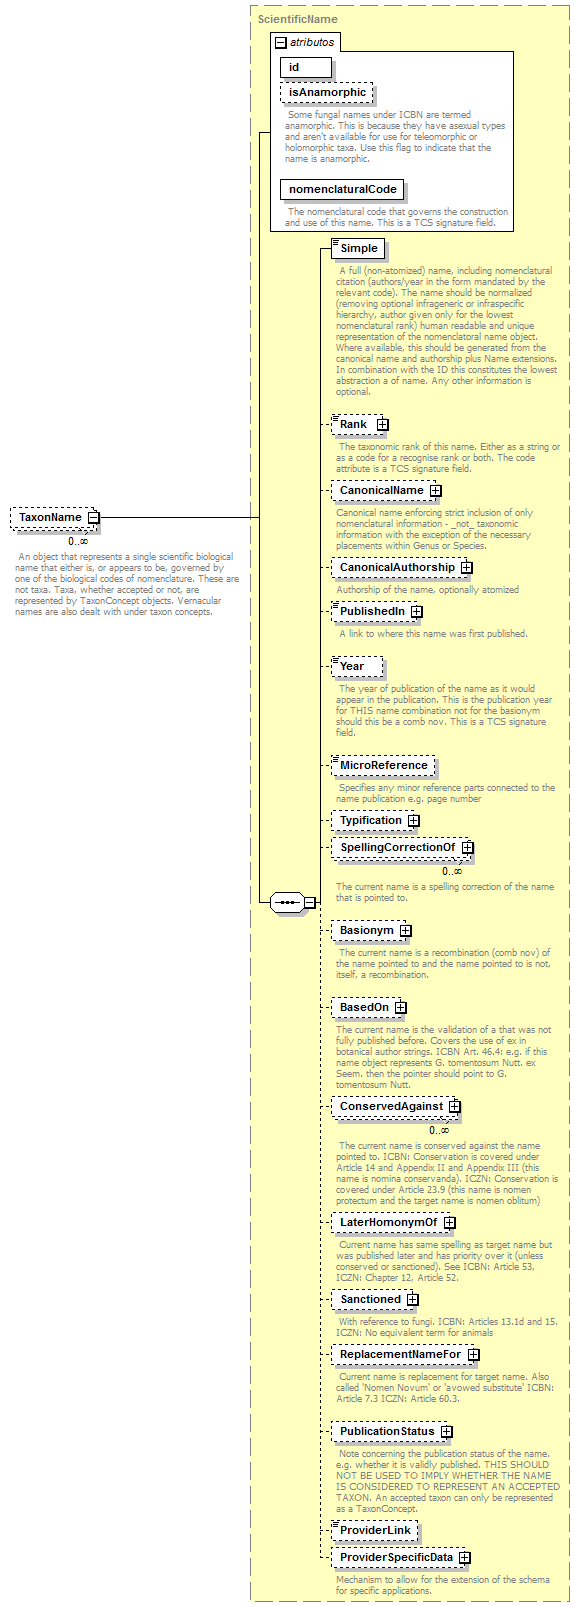 ScientificName
atributos
id
isAnamorphic
Some fungal names under ICBN are termed
anamorphic. This is because they have asexual types
and aren't available for use for teleomorphic or
holomorphic taxa. Use this flag to indicate that the
name is anamorphic.
nomenclaturalCode
The nomenclatural code that governs the construction
and use of this name. This is a TCS signature field.
Simple
A full (non-atomized) name, including nomenclatural
citation (authors/year in the form mandated by the
relevant code). The name should be normalized
(removing optional infrageneric or infraspecific
hierarchy, author given only for the lowest
nomenclatural rank) human readable and unique
representation of the nomenclatoral name object.
Where available, this should be generated from the
canonical name and authorship plus Name extensions.
In combination with the ID this constitutes the lowest
abstraction a of name. Any other information is
optional.
Rank
The taxonomic rank of this name. Either as a string or
as a code for a recognise rank or both. The code
attribute is a TCS signature field.
CanonicalName
Canonical name enforcing strict inclusion of only
nomenclatural information - _not_ taxonomic
information with the exception of the necessary
placements within Genus or Species.
TaxonName
0..∞
An object that represents a single scientific biological
name that either is, or appears to be, governed by
one of the biological codes of nomenclature. These are
not taxa. Taxa, whether accepted or not, are
represented by TaxonConcept objects. Vernacular
names are also dealt with under taxon concepts.
CanonicalAuthorship
Authorship of the name, optionally atomized
PublishedIn
A link to where this name was first published.
Year
The year of publication of the name as it would
appear in the publication. This is the publication year
for THIS name combination not for the basionym
should this be a comb nov. This is a TCS signature
field.
MicroReference
Specifies any minor reference parts connected to the
name publication e.g. page number
Typification
SpellingCorrectionOf
0..∞
The current name is a spelling correction of the name
that is pointed to.
Basionym
The current name is a recombination (comb nov) of
the name pointed to and the name pointed to is not,
itself, a recombination.
BasedOn
The current name is the validation of a that was not
fully published before. Covers the use of ex in
botanical author strings. ICBN Art. 46.4: e.g. if this
name object represents G. tomentosum Nutt. ex
Seem. then the pointer should point to G.
tomentosum Nutt.
ConservedAgainst
0..∞
The current name is conserved against the name
pointed to. ICBN: Conservation is covered under
Article 14 and Appendix II and Appendix III (this
name is nomina conservanda). ICZN: Conservation is
covered under Article 23.9 (this name is nomen
protectum and the target name is nomen oblitum)
LaterHomonymOf
Current name has same spelling as target name but
was published later and has priority over it (unless
conserved or sanctioned). See ICBN: Article 53,
ICZN: Chapter 12, Article 52.
Sanctioned
With reference to fungi. ICBN: Articles 13.1d and 15.
ICZN: No equivalent term for animals
ReplacementNameFor
Current name is replacement for target name. Also
called 'Nomen Novum' or 'avowed substitute' ICBN:
Article 7.3 ICZN: Article 60.3.
PublicationStatus
Note concerning the publication status of the name.
e.g. whether it is validly published. THIS SHOULD
NOT BE USED TO IMPLY WHETHER THE NAME
IS CONSIDERED TO REPRESENT AN ACCEPTED
TAXON. An accepted taxon can only be represented
as a TaxonConcept.
ProviderLink
ProviderSpecificData
Mechanism to allow for the extension of the schema
for specific applications.